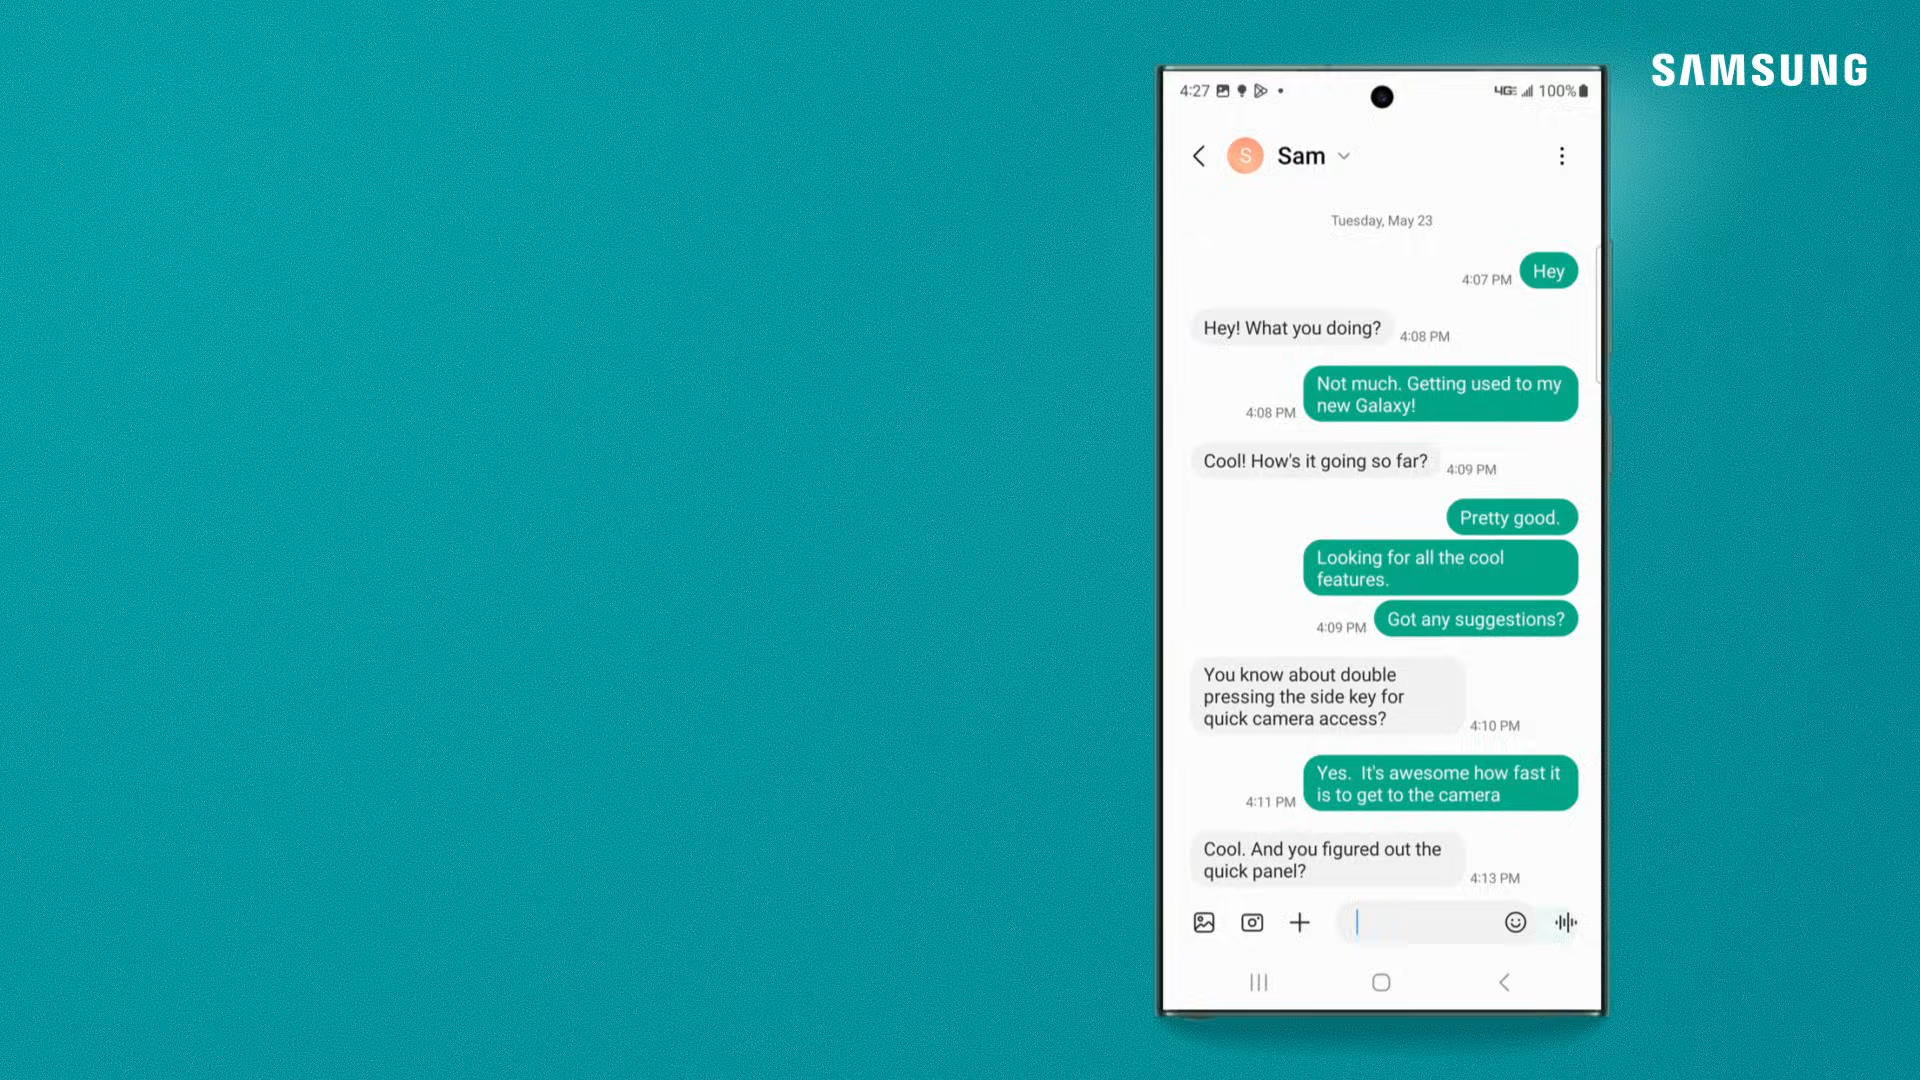 SAMSUNG
4:27
4GE 100%
S Sam
Tuesday, May 23
Hey
4:07 PM
Hey! What you doing?
4:08 PM
Not much. Getting used to my
new Galaxy!
4:08 PM
Cool! How's it going so far?
4:09 PM
Pretty good.
Looking for all the cool
features.
Got any suggestions?
4:09 PM
You know about double
pressing the side key for
quick camera access?
4:10 PM
Yes.  It's awesome how fast it
is to get to the camera
4:11 PM
Cool. And you figured out the
quick panel?
4:13 PM